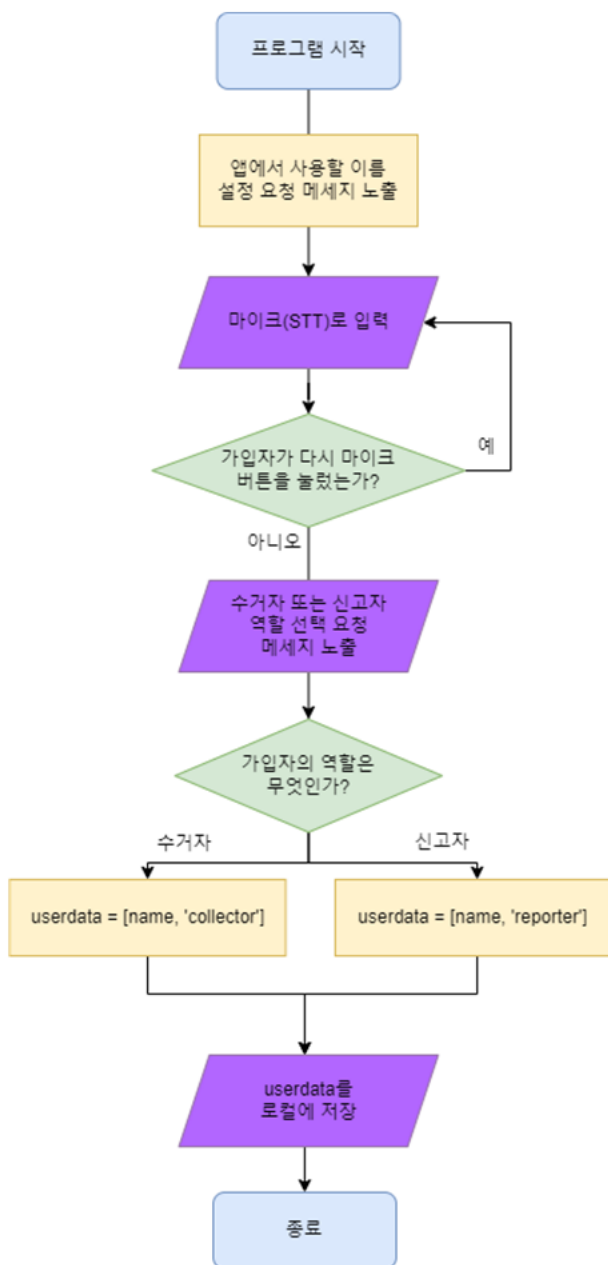 프로그램 시작
앱에서 사용할 이름
설정 요청 메세지 노출
마이크(STT)로 입력
가입자가 다시 마이크
버튼을 눌렀는가?
예
아니오
수거자 또는 신고자
역할 선택 요청
메세지 노출
가입자의 역할은
무엇인가?
수거자
신고자
userdata = [name, 'collector']
userdata = [name, 'reporter']
userdata를
로컬에 저장
종료